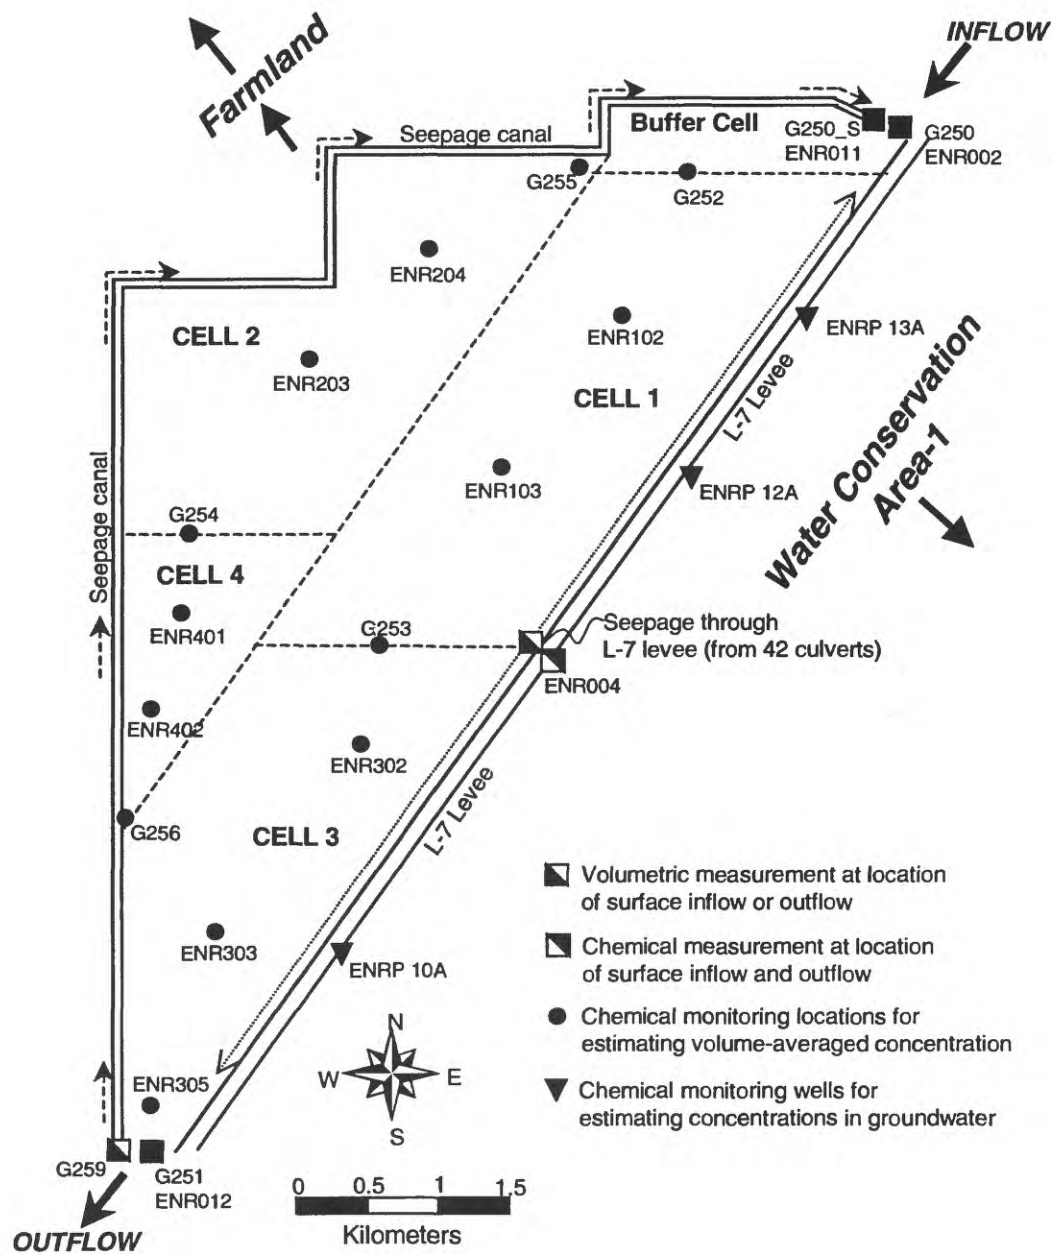 INFLOW
Farmland
Seepage canal
Buffer Cell
G250_S
ENR011
G250
ENR002
G255
G252
ENR204
CELL 2
ENR102
ENRP 13A
ENR203
CELL 1
L-7 Levee
Water Conservation
Area-1
ENR103
ENRP 12A
Seepage canal
G254
CELL 4
ENR401
G253
Seepage through
L-7 levee (from 42 culverts)
ENR004
ENR402
ENR302
L-7 Levee
G256
CELL 3
Volumetric measurement at location
of surface inflow or outflow
ENR303
ENRP 10A
Chemical measurement at location
of surface inflow and outflow
Chemical monitoring locations for
estimating volume-averaged concentration
N
W E
S
Chemical monitoring wells for
estimating concentrations in groundwater
ENR305
G259
G251
ENR012
0 0.5 1 1.5
Kilometers
OUTFLOW